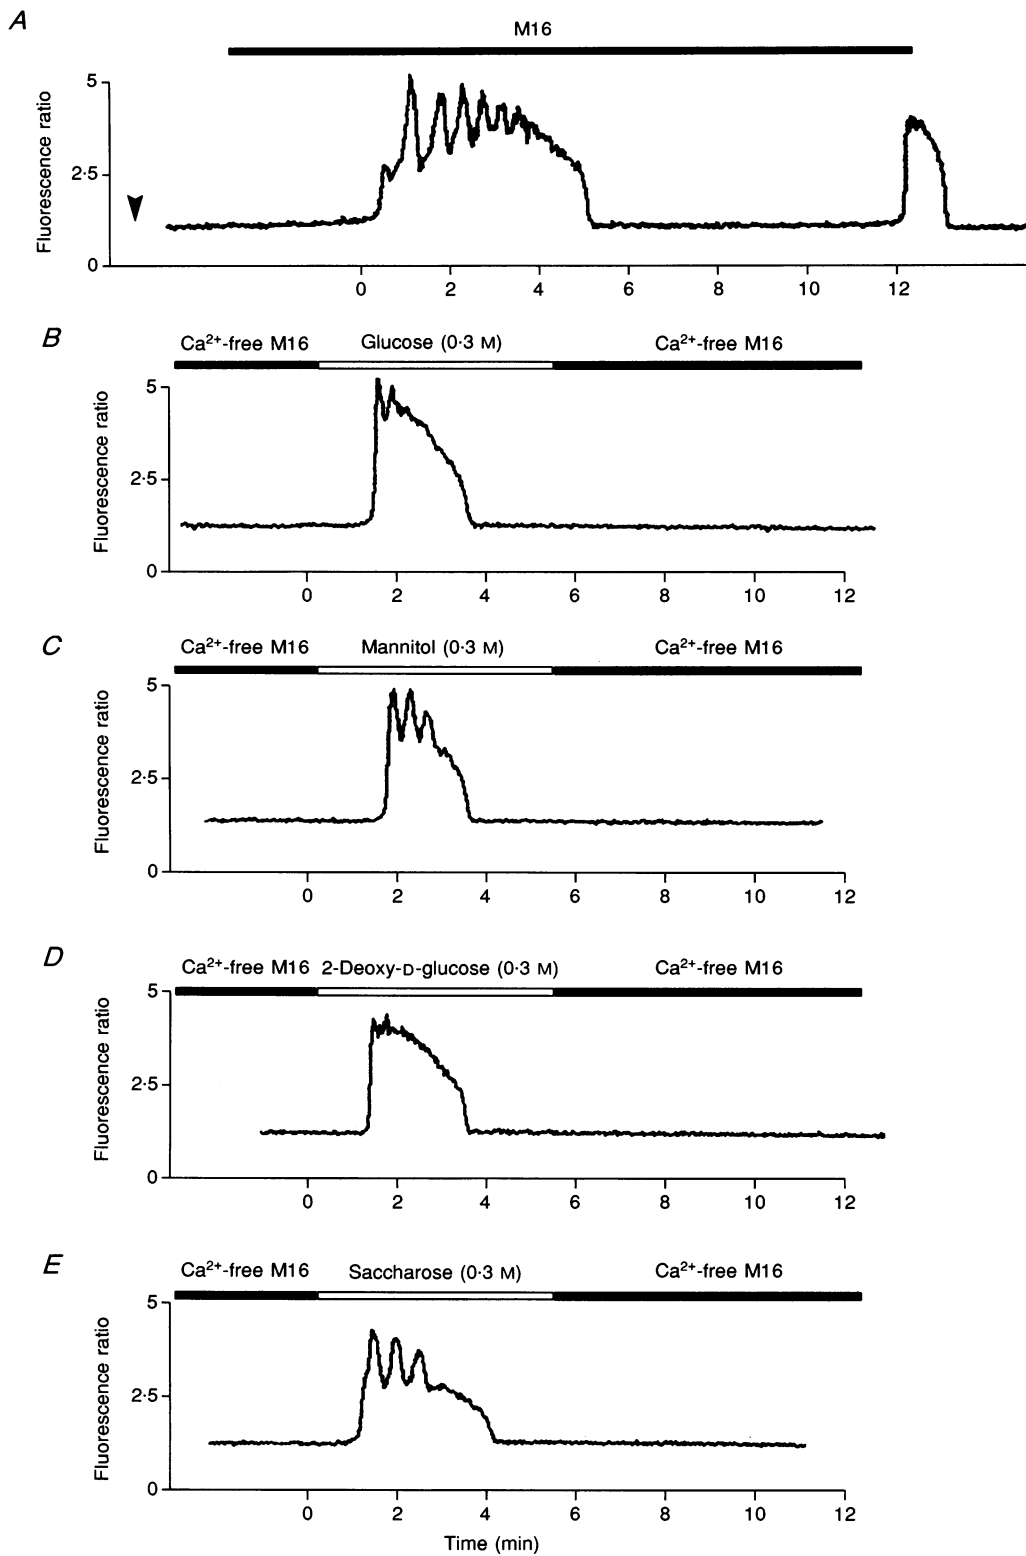 A
M16
Fluorescence ratio
5
2·5
0
0 2 4 6 8 10 12
B
Ca²⁺-free M16 Glucose (0·3 M) Ca²⁺-free M16
Fluorescence ratio
5
2·5
0
0 2 4 6 8 10 12
C
Ca²⁺-free M16 Mannitol (0·3 M) Ca²⁺-free M16
Fluorescence ratio
5
2·5
0
0 2 4 6 8 10 12
D
Ca²⁺-free M16 2-Deoxy-D-glucose (0·3 M) Ca²⁺-free M16
Fluorescence ratio
5
2·5
0
0 2 4 6 8 10 12
E
Ca²⁺-free M16 Saccharose (0·3 M) Ca²⁺-free M16
Fluorescence ratio
5
2·5
0
0 2 4 6 8 10 12
Time (min)